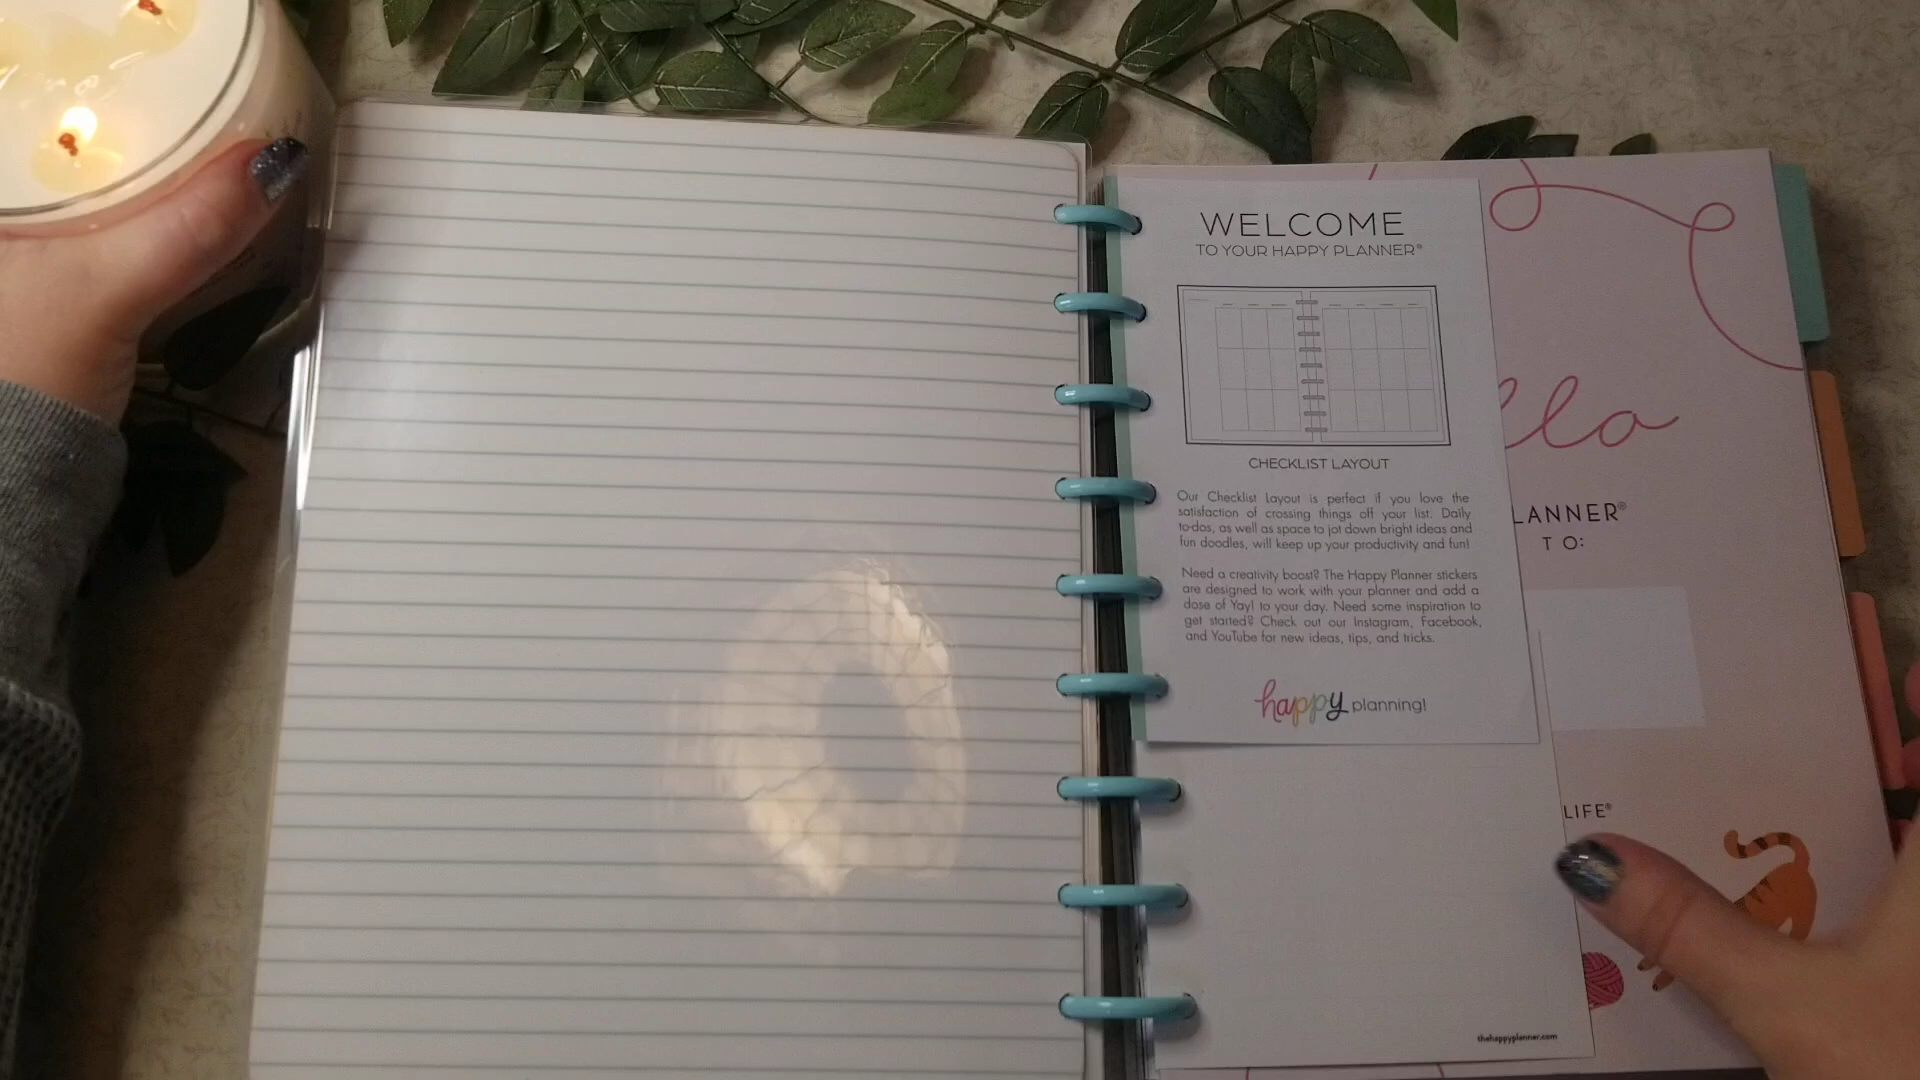 WELCOME
TO YOUR HAPPY PLANNER®
CHECKLIST LAYOUT
Our Checklist Layout is perfect if you love the
satisfaction of crossing things off your list. Daily
to-dos, as well as space to jot down bright ideas and
fun doodles, will keep up your productivity and fun!
Need a creativity boost? The Happy Planner stickers
are designed to work with your planner and add a
dose of Yay! to your day. Need some inspiration to
get started? Check out our Instagram, Facebook,
and YouTube for new ideas, tips, and tricks.
happy planning!
thehappyplanner.com
llo
LANNER®
TO:
LIFE®